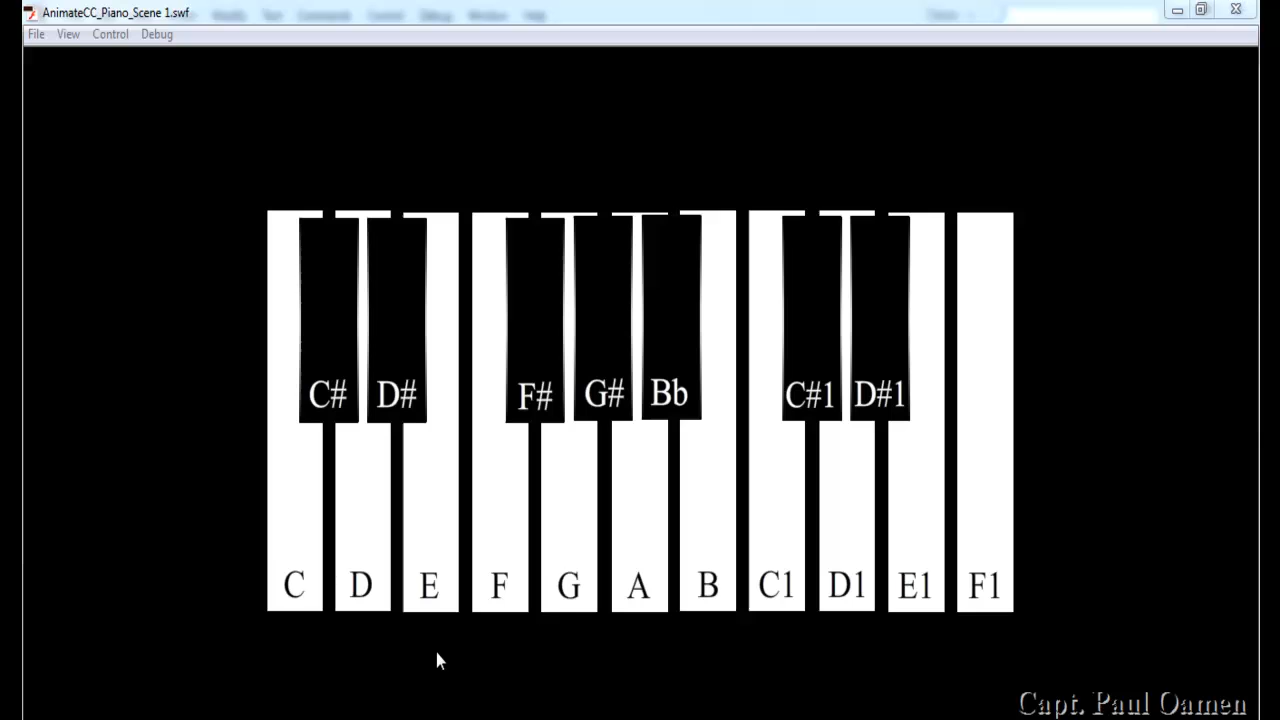 AnimateCC_Piano_Scene 1.swf
File View Control Debug
C# D# F# G# Bb C#1 D#1
C D E F G A B C1 D1 E1 F1
Capt. Paul Oamen